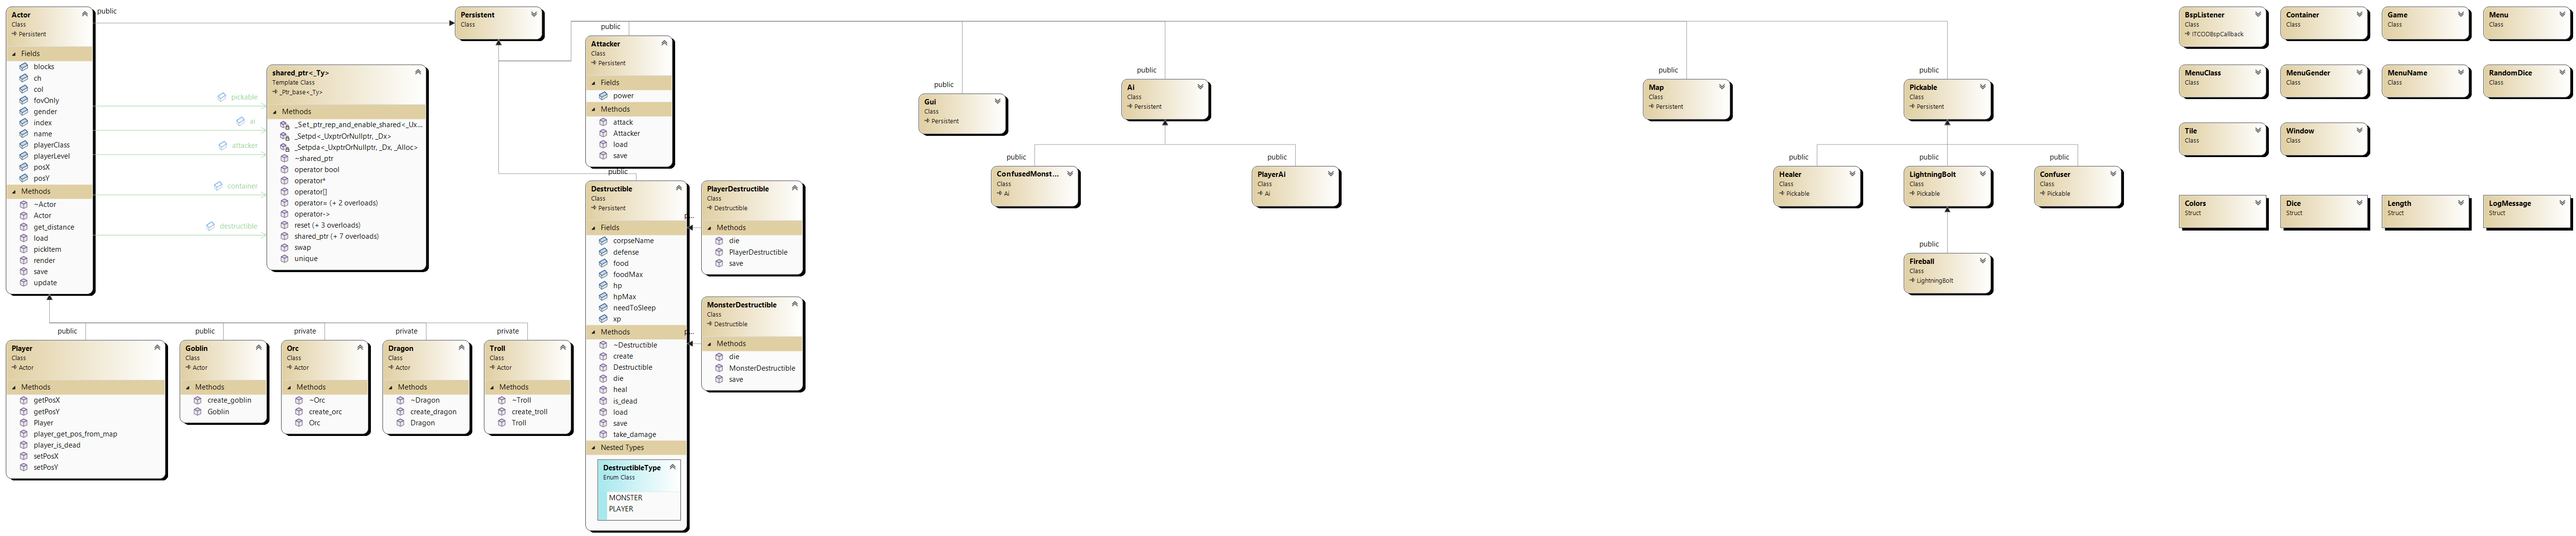 Actor
Class
Persistent
Fields
blocks
ch
col
fovOnly
gender
index
name
playerClass
playerLevel
posX
posY
Methods
~Actor
Actor
get_distance
load
pickItem
render
save
update
public
Persistent
Class
shared_ptr<_Ty>
Template Class
_Ptr_base<_Ty>
Methods
_Set_ptr_rep_and_enable_shared<_Ux...
_Setpd<_UxptrOrNullptr, _Dx>
_Setpda<_UxptrOrNullptr, _Dx, _Alloc>
~shared_ptr
operator bool
operator*
operator[]
operator= (+ 2 overloads)
operator->
reset (+ 3 overloads)
shared_ptr (+ 7 overloads)
swap
unique
pickable
ai
attacker
container
destructible
public
public
private
private
private
Player
Class
Actor
Methods
getPosX
getPosY
Player
player_get_pos_from_map
player_is_dead
setPosX
setPosY
Goblin
Class
Actor
Methods
create_goblin
Goblin
Orc
Class
Actor
Methods
~Orc
create_orc
Orc
Dragon
Class
Actor
Methods
~Dragon
create_dragon
Dragon
Troll
Class
Actor
Methods
~Troll
create_troll
Troll
public
Attacker
Class
Persistent
Fields
power
Methods
attack
Attacker
load
save
public
Destructible
Class
Persistent
Fields
corpseName
defense
food
foodMax
hp
hpMax
needToSleep
xp
Methods
~Destructible
create
Destructible
die
heal
is_dead
load
save
take_damage
Nested Types
DestructibleType
Enum Class
MONSTER
PLAYER
p...
PlayerDestructible
Class
Destructible
Methods
die
PlayerDestructible
save
p...
MonsterDestructible
Class
Destructible
Methods
die
MonsterDestructible
save
public
Gui
Class
Persistent
public
Ai
Class
Persistent
public
ConfusedMonst...
Class
Ai
public
PlayerAi
Class
Ai
public
Map
Class
Persistent
public
Pickable
Class
Persistent
public
Healer
Class
Pickable
public
LightningBolt
Class
Pickable
public
Confuser
Class
Pickable
public
Fireball
Class
LightningBolt
BspListener
Class
ITCODBspCallback
Container
Class
Game
Class
Menu
Class
MenuClass
Class
MenuGender
Class
MenuName
Class
RandomDice
Class
Tile
Class
Window
Class
Colors
Struct
Dice
Struct
Length
Struct
LogMessage
Struct